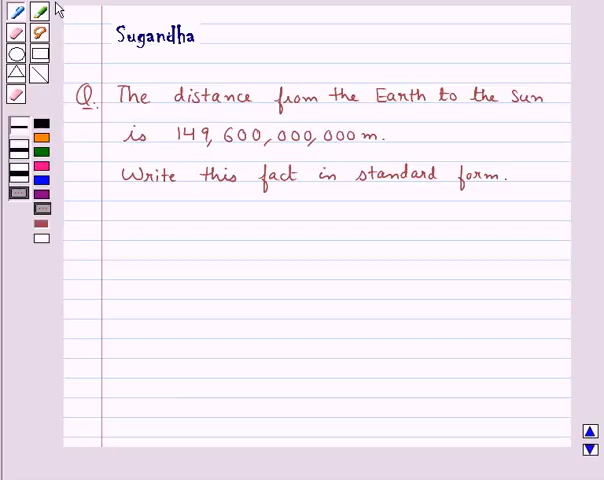 Sugandha
Q. The distance from the Earth to the Sun
is 149,600,000,000 m.
Write this fact in standard form.